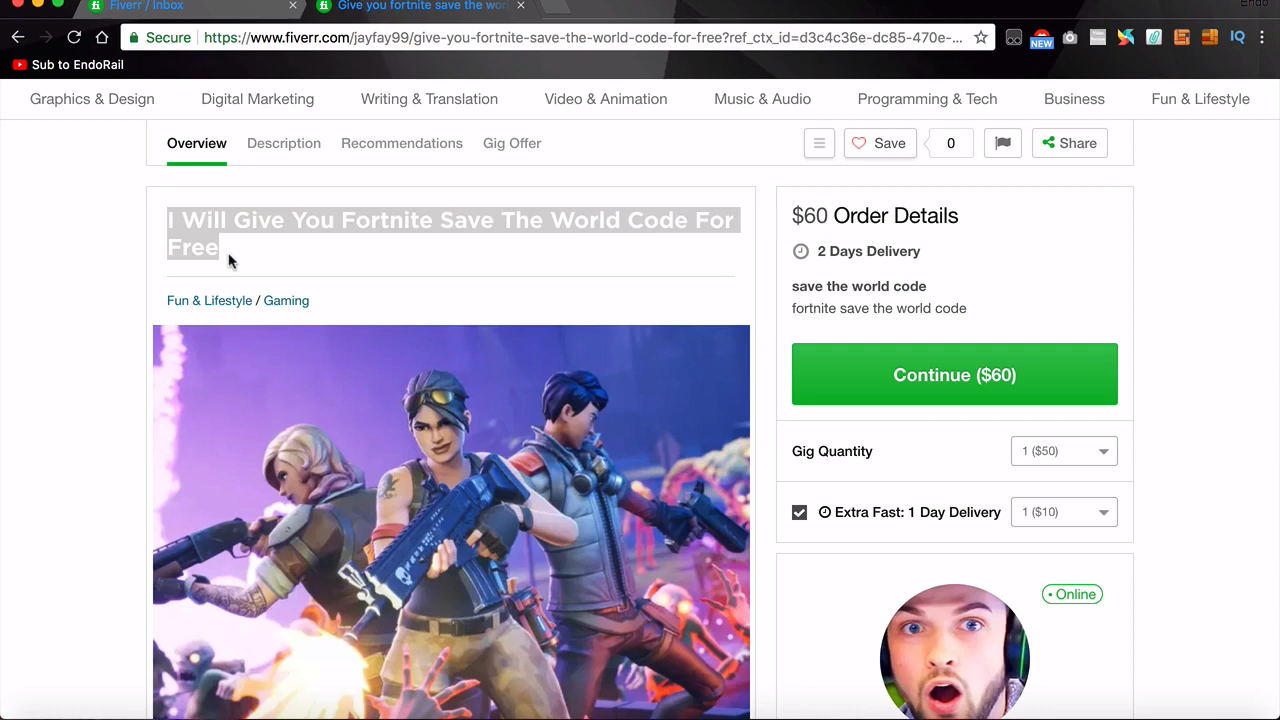 Fiverr / Inbox
Give you fortnite save the wor
Secure
https://www.fiverr.com/jayfay99/give-you-fortnite-save-the-world-code-for-free?ref_ctx_id=d3c4c36e-dc85-470e-...
NEW
IQ
Sub to EndoRail
Graphics & Design
Digital Marketing
Writing & Translation
Video & Animation
Music & Audio
Programming & Tech
Business
Fun & Lifestyle
Overview
Description
Recommendations
Gig Offer
Save
0
Share
I Will Give You Fortnite Save The World Code For
Free
Fun & Lifestyle / Gaming
$60 Order Details
2 Days Delivery
save the world code
fortnite save the world code
Continue ($60)
Gig Quantity
1 ($50)
Extra Fast: 1 Day Delivery
1 ($10)
• Online